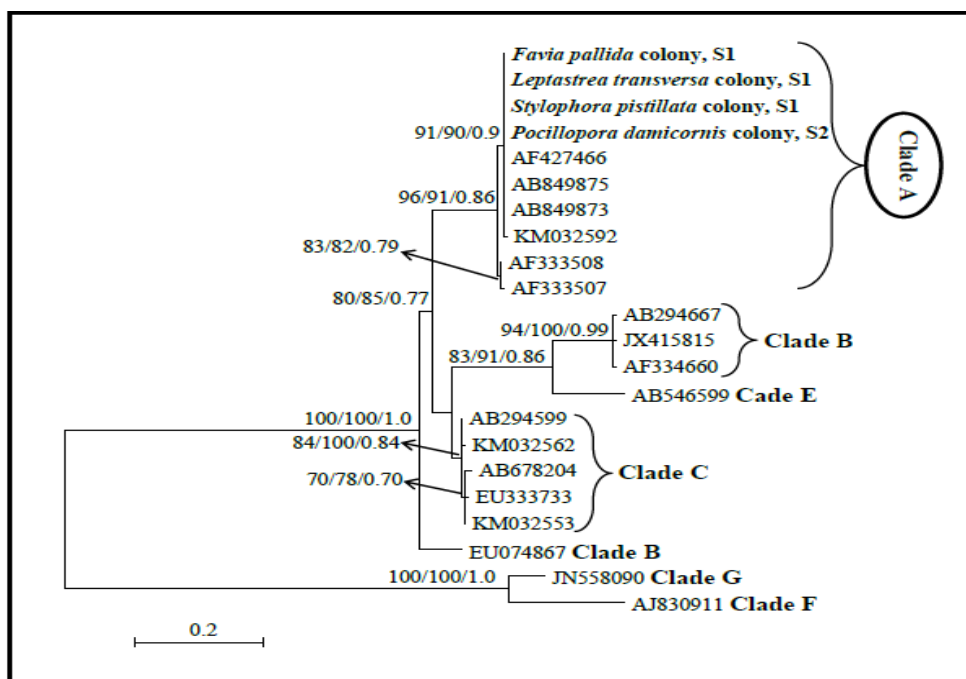 Favia pallida colony, S1
Leptastrea transversa colony, S1
Stylophora pistillata colony, S1
91/90/0.9 Pocillopora damicornis colony, S2
AF427466
Clade A
AB849875
96/91/0.86
AB849873
KM032592
83/82/0.79
AF333508
AF333507
80/85/0.77
AB294667
94/100/0.99 JX415815 Clade B
83/91/0.86
AF334660
AB546599 Cade E
100/100/1.0 AB294599
84/100/0.84 KM032562
AB678204 Clade C
70/78/0.70
EU333733
KM032553
EU074867 Clade B
100/100/1.0 JN558090 Clade G
AJ830911 Clade F
0.2